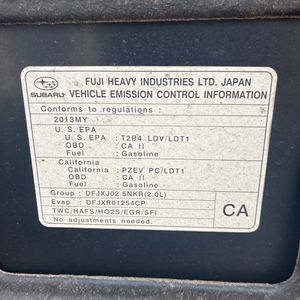 SUBARU
FUJI HEAVY INDUSTRIES LTD. JAPAN
VEHICLE EMISSION CONTROL INFORMATION
Conforms to regulations :
2013MY
U.S. EPA
U.S. EPA : T2B4 LDV/LDT1
OBD : CA II
Fuel : Gasoline
California
California : PZEV PC/LDT1
OBD : CA II
Fuel : Gasoline
Group : DFJXJ02.5NKR(2.0L)
Evap : DFJXR01254CP
TWC/HAFS/HO2S/EGR/SFI
No adjustments needed.
CA